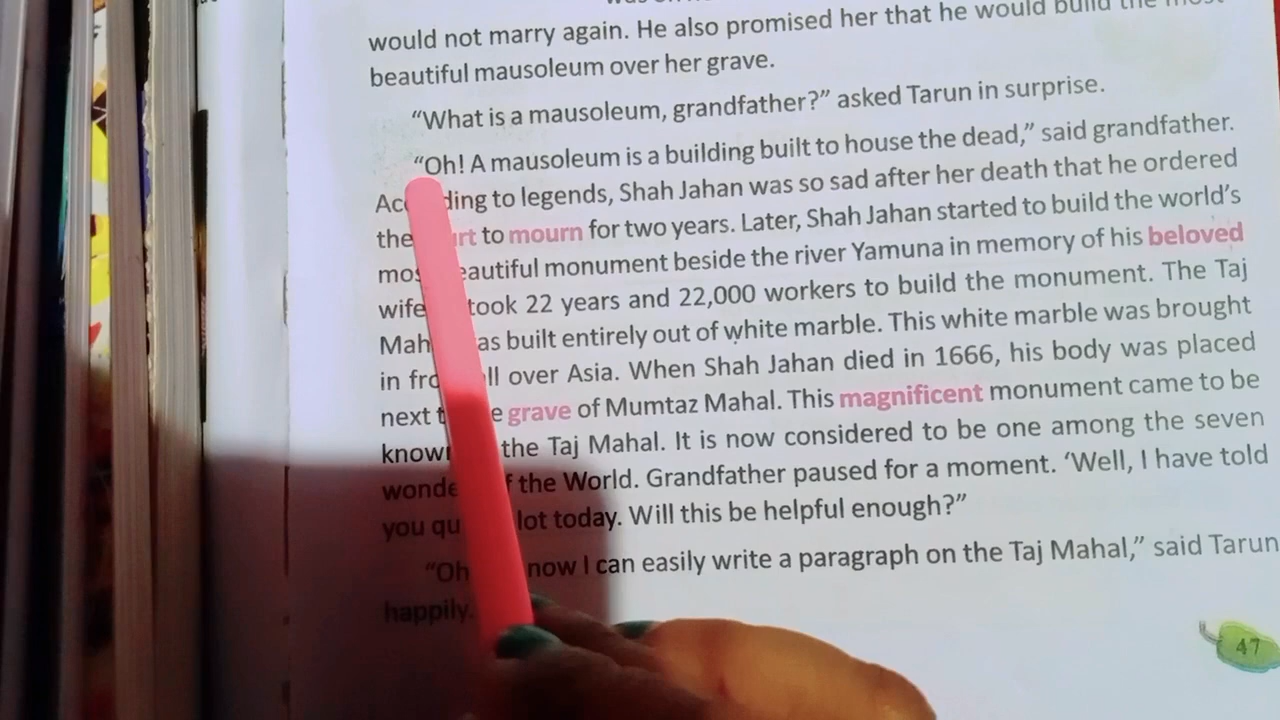 would not marry again. He also promised her that he would build the most
beautiful mausoleum over her grave.
“What is a mausoleum, grandfather?” asked Tarun in surprise.
“Oh! A mausoleum is a building built to house the dead,” said grandfather.
to legends, Shah Jahan was so sad after her death that he ordered
the to mourn for two years. Later, Shah Jahan started to build the world’s
beautiful monument beside the river Yamuna in memory of his beloved
wife took 22 years and 22,000 workers to build the monument. The Taj
built entirely out of white marble. This white marble was brought
in over Asia. When Shah Jahan died in 1666, his body was placed
next grave of Mumtaz Mahal. This magnificent monument came to be
the Taj Mahal. It is now considered to be one among the seven
the World. Grandfather paused for a moment. ‘Well, I have told
you lot today. Will this be helpful enough?”
“Oh now I can easily write a paragraph on the Taj Mahal,” said Tarun
happily.
47